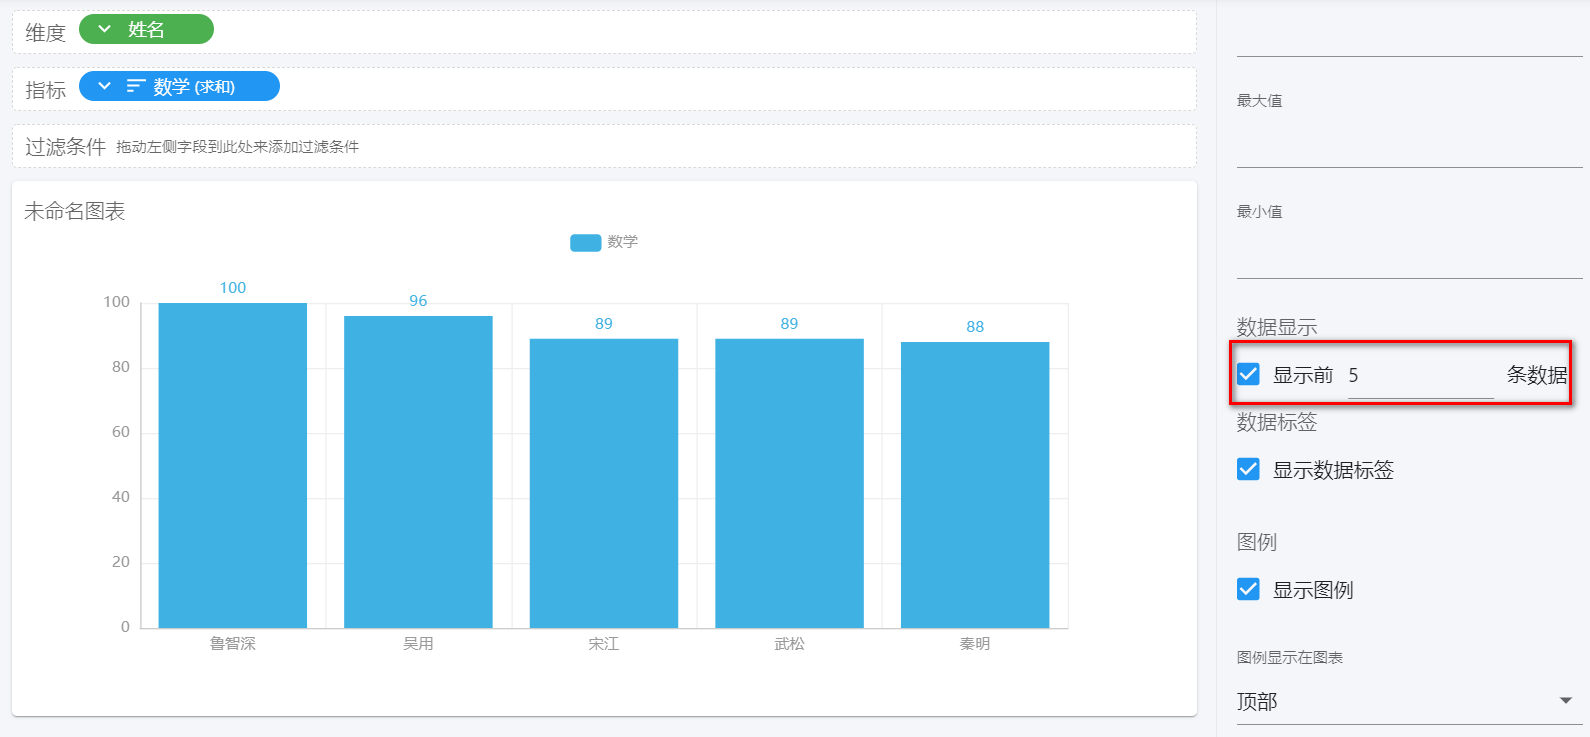 维度 姓名
指标 数学 (求和)
过滤条件 拖动左侧字段到此处来添加过滤条件
未命名图表
数学
100 96 89 89 88
100
80
60
40
20
0
鲁智深 吴用 宋江 武松 秦明
最大值
最小值
数据显示
显示前 5 条数据
数据标签
显示数据标签
图例
显示图例
图例显示在图表
顶部